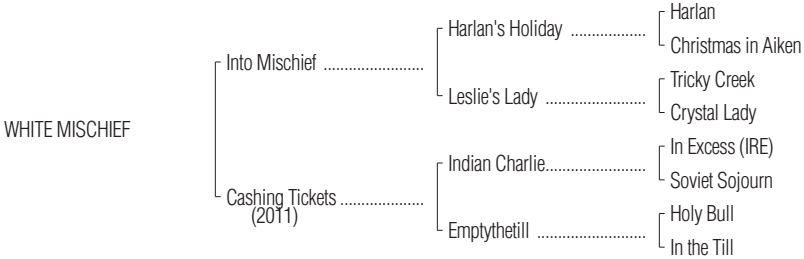 Harlan
Harlan's Holiday ..................
Christmas in Aiken
Into Mischief ........................
Tricky Creek
Leslie's Lady ........................
Crystal Lady
WHITE MISCHIEF
In Excess (IRE)
Indian Charlie........................
Soviet Sojourn
Cashing Tickets ....................
(2011)
Holy Bull
Emptythetill ..........................
In the Till